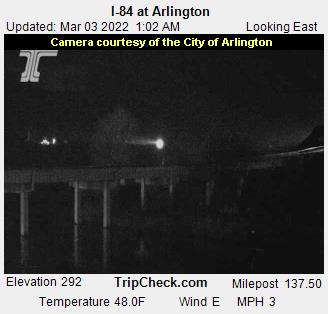 I-84 at Arlington
Updated: Mar 03 2022 1:02 AM Looking East
Camera courtesy of the City of Arlington
Elevation 292 TripCheck.com Milepost 137.50
Temperature 48.0F Wind E MPH 3